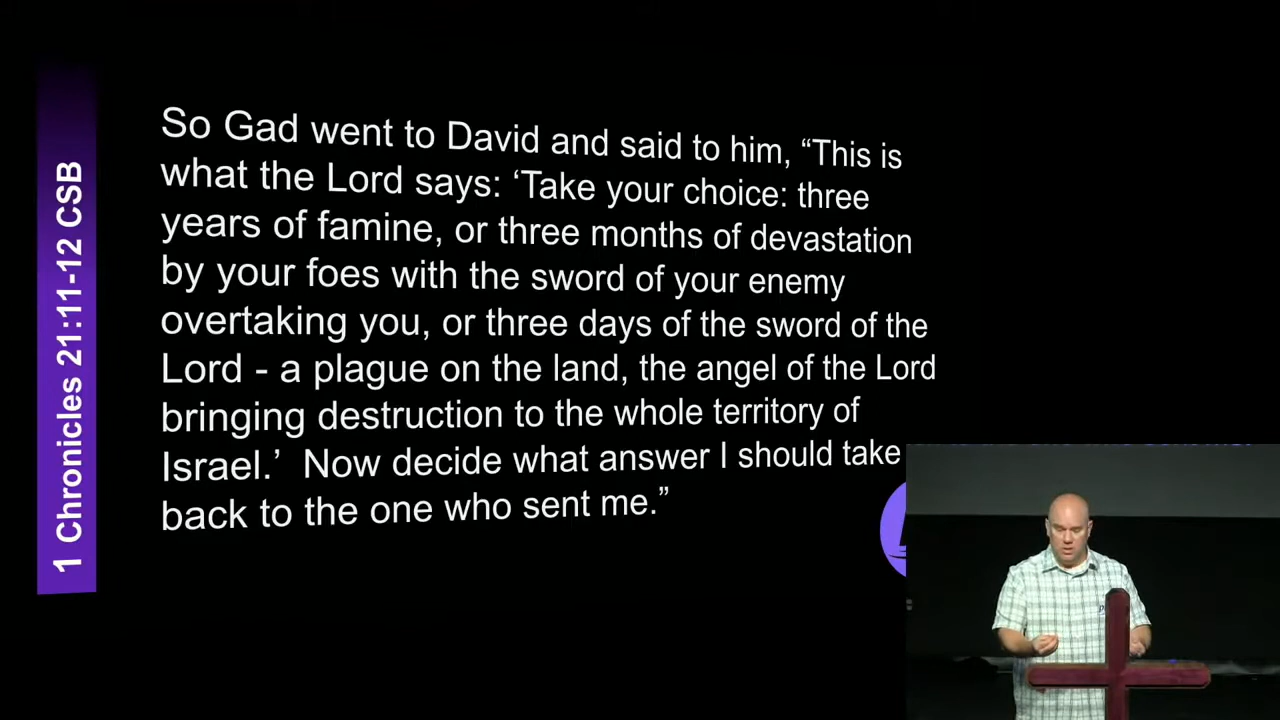 1 Chronicles 21:11-12 CSB
So Gad went to David and said to him, “This is
what the Lord says: ‘Take your choice: three
years of famine, or three months of devastation
by your foes with the sword of your enemy
overtaking you, or three days of the sword of the
Lord - a plague on the land, the angel of the Lord
bringing destruction to the whole territory of
Israel.’  Now decide what answer I should take
back to the one who sent me.”